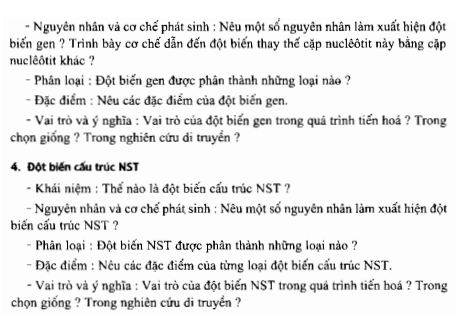 - Nguyên nhân và cơ chế phát sinh : Nêu một số nguyên nhân làm xuất hiện đột
biến gen ? Trình bày cơ chế dẫn đến đột biến thay thế cặp nuclêôtit này bằng cặp
nuclêôtit khác ?
- Phân loại : Đột biến gen được phân thành những loại nào ?
- Đặc điểm : Nêu các đặc điểm của đột biến gen.
- Vai trò và ý nghĩa : Vai trò của đột biến gen trong quá trình tiến hoá ? Trong
chọn giống ? Trong nghiên cứu di truyền ?
4. Đột biến cấu trúc NST
- Khái niệm : Thế nào là đột biến cấu trúc NST ?
- Nguyên nhân và cơ chế phát sinh : Nêu một số nguyên nhân làm xuất hiện đột
biến cấu trúc NST ?
- Phân loại : Đột biến NST được phân thành những loại nào ?
- Đặc điểm : Nêu các đặc điểm của từng loại đột biến cấu trúc NST.
- Vai trò và ý nghĩa : Vai trò của đột biến NST trong quá trình tiến hoá ? Trong
chọn giống ? Trong nghiên cứu di truyền ?